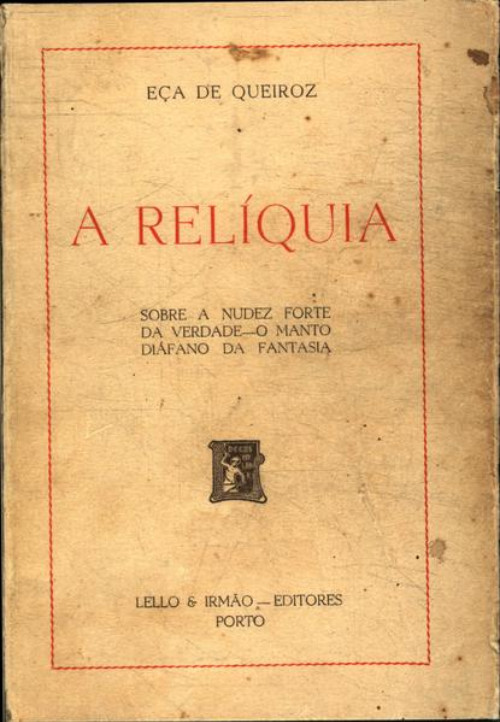 EÇA DE QUEIROZ
A RELÍQUIA
SOBRE A NUDEZ FORTE
DA VERDADE—O MANTO
DIÁFANO DA FANTASIA
LELLO & IRMÃO—EDITORES
PORTO